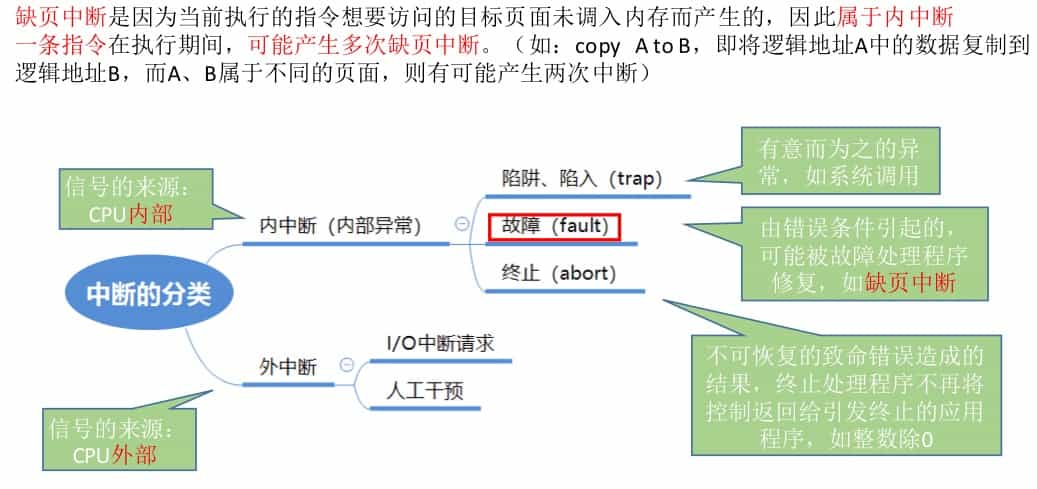 缺页中断是因为当前执行的指令想要访问的目标页面未调入内存而产生的，因此属于内中断
一条指令在执行期间，可能产生多次缺页中断。（如：copy A to B，即将逻辑地址A中的数据复制到
逻辑地址B，而A、B属于不同的页面，则有可能产生两次中断）
有意而为之的异
常，如系统调用
信号的来源：
CPU内部
陷阱、陷入（trap）
内中断（内部异常）
故障（fault）
由错误条件引起的，
可能被故障处理程序
修复，如缺页中断
终止（abort）
中断的分类
不可恢复的致命错误造成的
结果，终止处理程序不再将
控制返回给引发终止的应用
程序，如整数除0
I/O中断请求
外中断
人工干预
信号的来源：
CPU外部